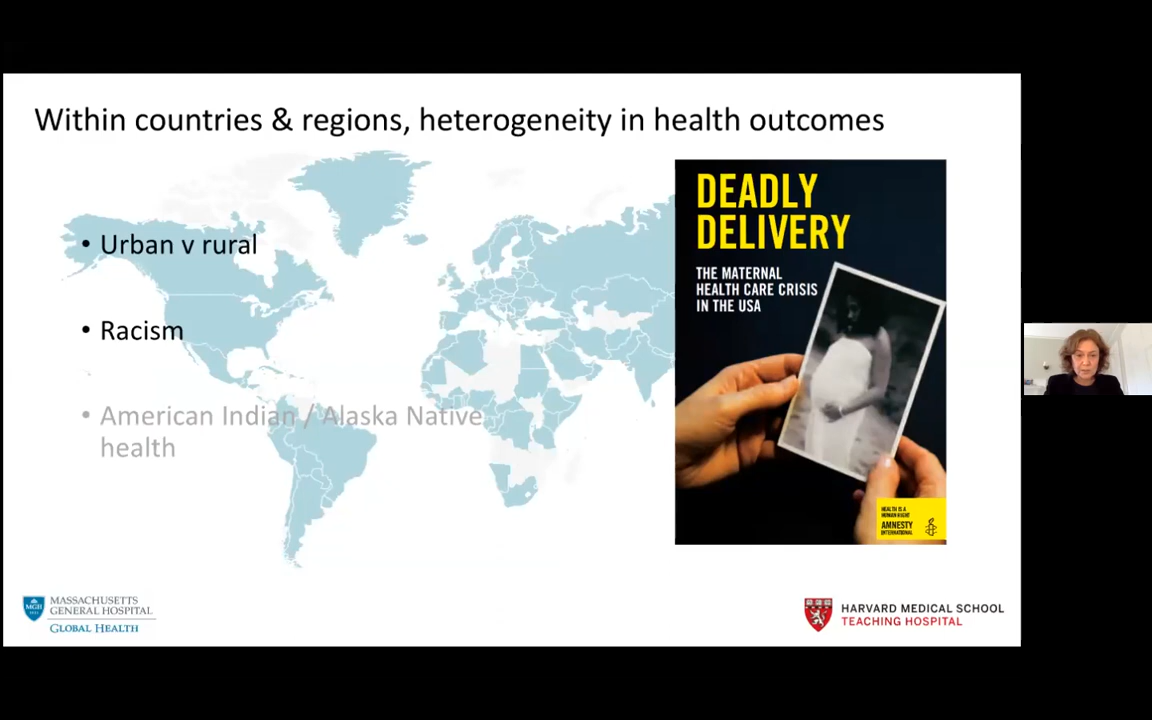 Within countries & regions, heterogeneity in health outcomes
• Urban v rural
• Racism
• American Indian / Alaska Native
health
DEADLY
DELIVERY
THE MATERNAL
HEALTH CARE CRISIS
IN THE USA
HEALTH IS A
HUMAN RIGHT
AMNESTY
INTERNATIONAL
MGH
1811
MASSACHUSETTS
GENERAL HOSPITAL
GLOBAL HEALTH
HARVARD MEDICAL SCHOOL
TEACHING HOSPITAL